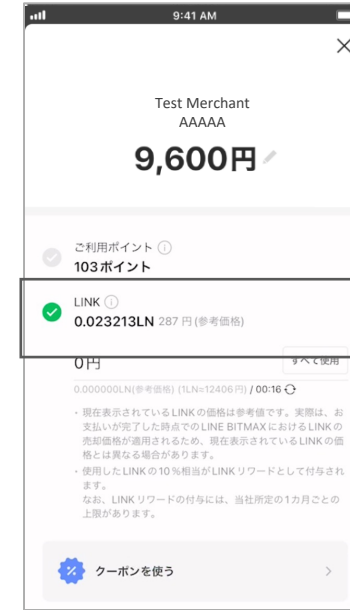 9:41 AM
Test Merchant
AAAAA
9,600円
ご利用ポイント
103ポイント
LINK
0.023213LN 287 円(参考価格)
0円 すべて使用
0.000000LN(参考価格) (1LN≈12406円) / 00:16
・現在表示されているLINKの価格は参考値です。実際は、お
支払いが完了した時点でのLINE BITMAXにおけるLINKの
売却価格が適用されるため、現在表示されているLINKの価
格とは異なる場合があります。
・使用したLINKの10%相当がLINKリワードとして付与され
ます。
なお、LINKリワードの付与には、当社所定の1カ月ごとの
上限があります。
クーポンを使う